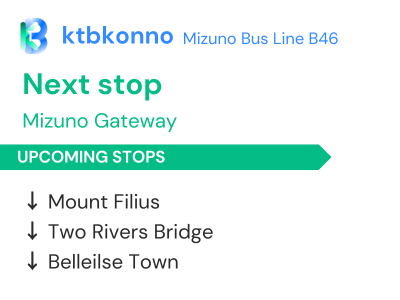 ktbkonno Mizuno Bus Line B46
Next stop
Mizuno Gateway
UPCOMING STOPS
↓ Mount Filius
↓ Two Rivers Bridge
↓ Belleilse Town